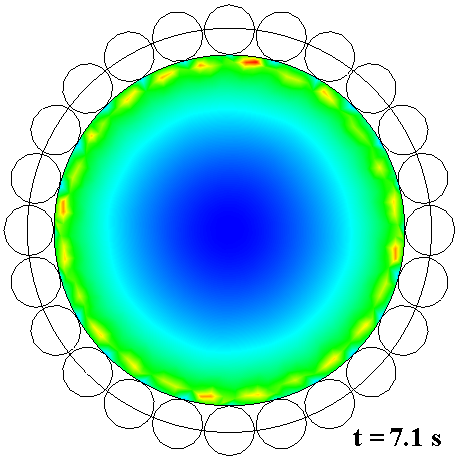 t = 7.1 s